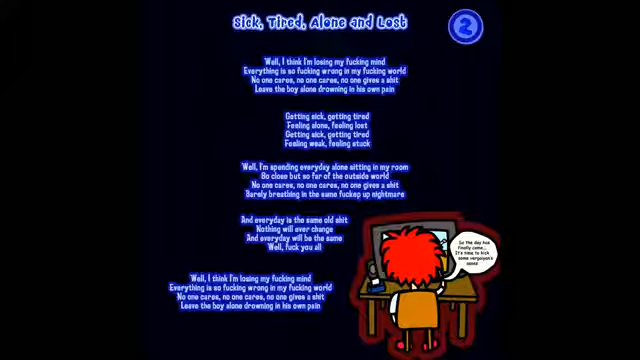 Sick, Tired, Alone and Lost
2
Well, I think I'm losing my fucking mind
Everything is so fucking wrong in my fucking world
No one cares, no one cares, no one gives a shit
Leave the boy alone drowning in his own pain
Getting sick, getting tired
Feeling alone, feeling lost
Getting sick, getting tired
Feeling weak, feeling stuck
Well, I'm spending everyday alone sitting in my room
So close but so far of the outside world
No one cares, no one cares, no one gives a shit
Barely breathing in the same fucked up nightmare
And everyday is the same old shit
Nothing will ever change
And everyday will be the same
Well, fuck you all
So the day has
finally come...
It's time to kick
some
asses
Well, I think I'm losing my fucking mind
Everything is so fucking wrong in my fucking world
No one cares, no one cares, no one gives a shit
Leave the boy alone drowning in his own pain